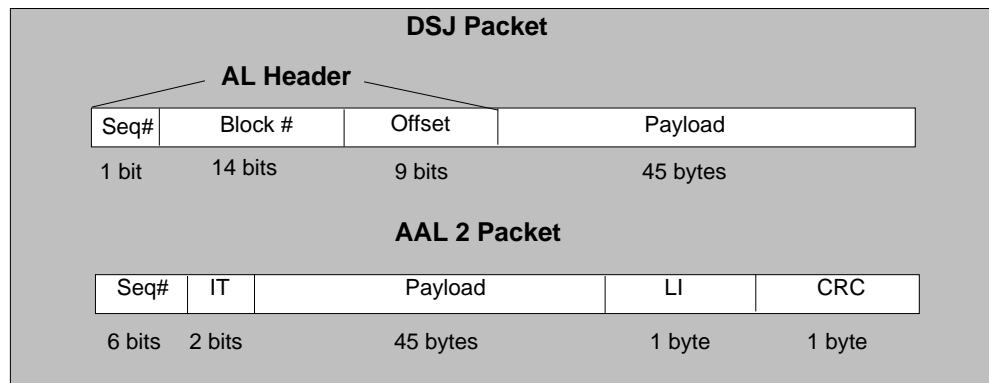 DSJ Packet
AL Header
Seq# Block # Offset Payload
1 bit 14 bits 9 bits 45 bytes
AAL 2 Packet
Seq# IT Payload LI CRC
6 bits 2 bits 45 bytes 1 byte 1 byte